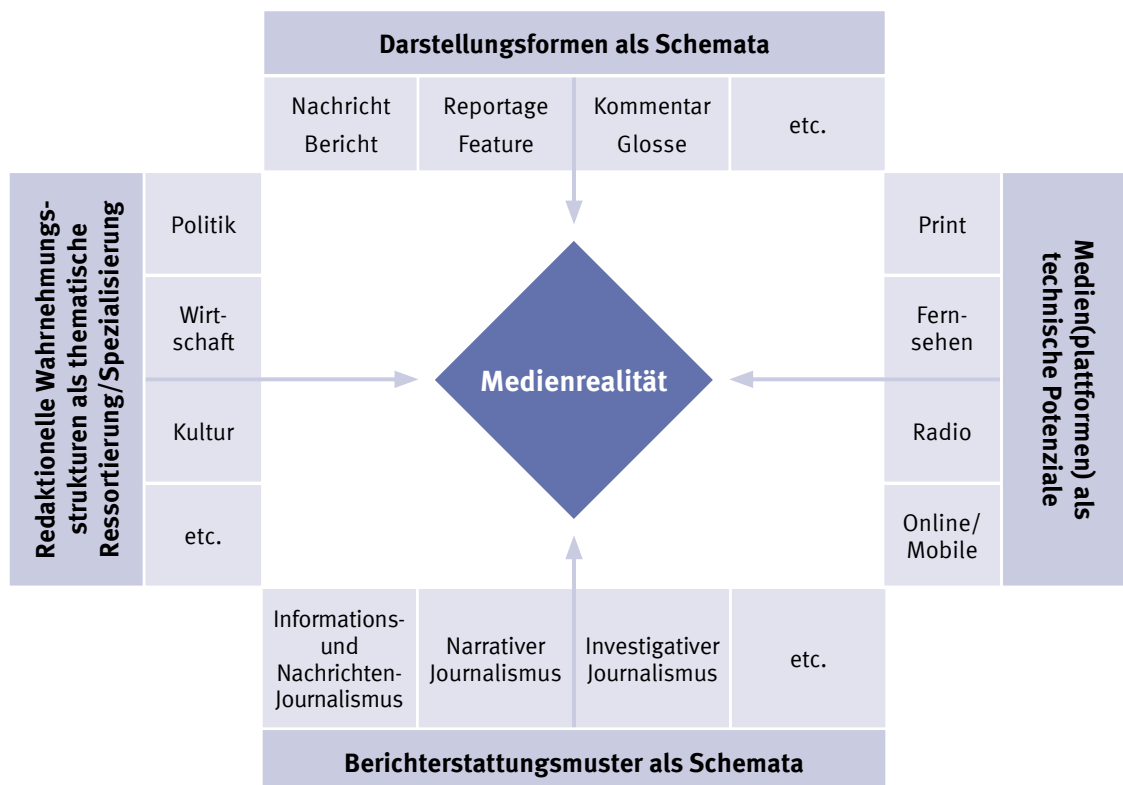 Darstellungsformen als Schemata
Nachricht
Bericht
Reportage
Feature
Kommentar
Glosse
etc.
Redaktionelle Wahrnehmungs-
strukturen als thematische
Ressortierung/Spezialisierung
Politik
Wirt-
schaft
Kultur
etc.
Medienrealität
Print
Fern-
sehen
Radio
Online/
Mobile
Medien(plattformen) als
technische Potenziale
Informations-
und
Nachrichten-
Journalismus
Narrativer
Journalismus
Investigativer
Journalismus
etc.
Berichterstattungsmuster als Schemata